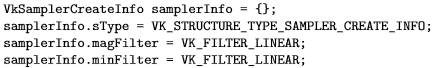 VkSamplerCreateInfo samplerInfo = {};
samplerInfo.sType = VK_STRUCTURE_TYPE_SAMPLER_CREATE_INFO;
samplerInfo.magFilter = VK_FILTER_LINEAR;
samplerInfo.minFilter = VK_FILTER_LINEAR;